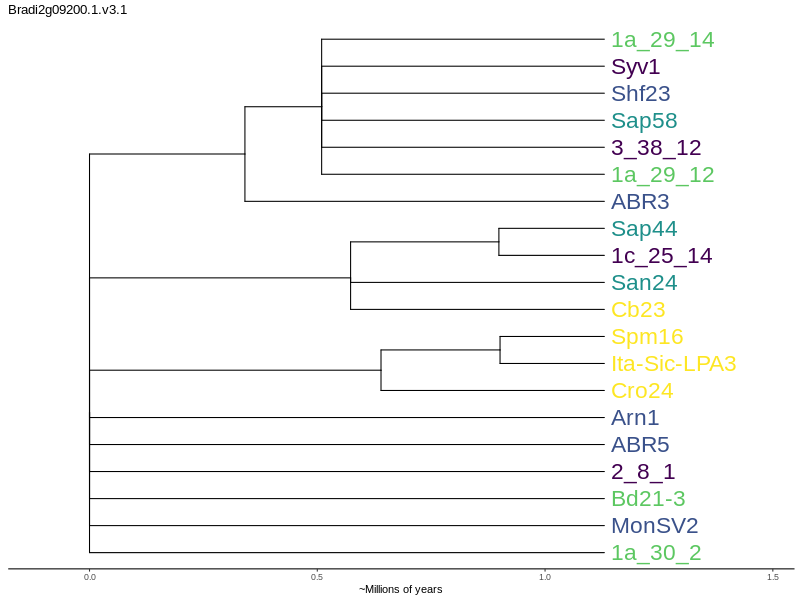 Bradi2g09200.1.v3.1
1a_29_14
Syv1
Shf23
Sap58
3_38_12
1a_29_12
ABR3
Sap44
1c_25_14
San24
Cb23
Spm16
Ita-Sic-LPA3
Cro24
Arn1
ABR5
2_8_1
Bd21-3
MonSV2
1a_30_2
0.0 0.5 1.0 1.5
~Millions of years